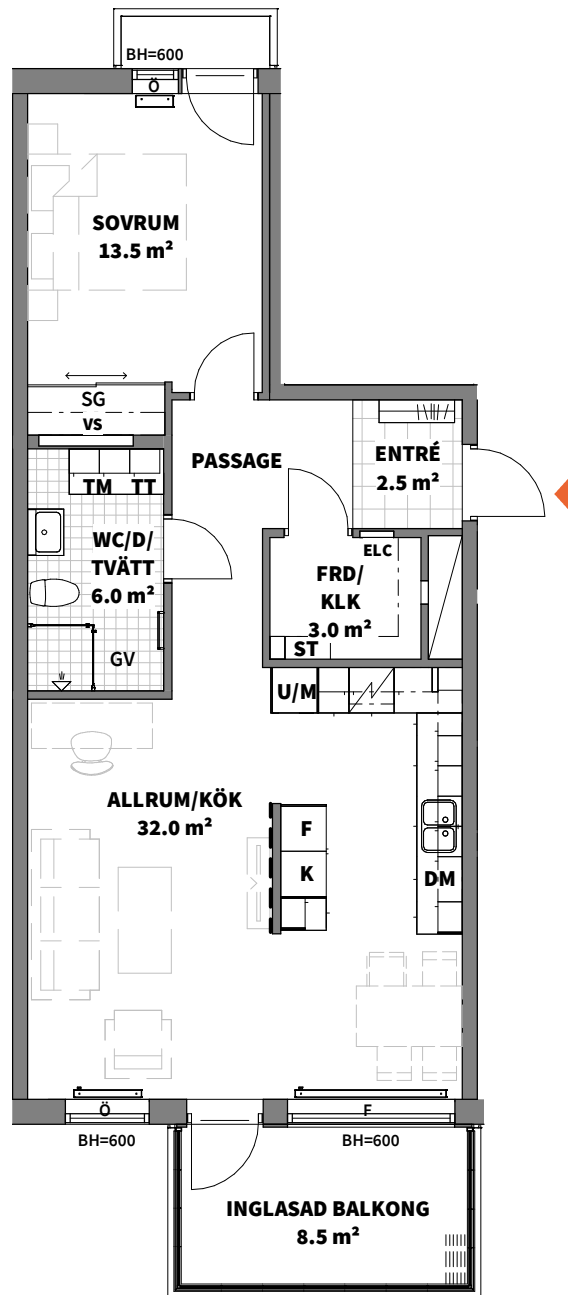 BH=600
Ö
SOVRUM
13.5 m²
SG
VS
PASSAGE
ENTRÉ
2.5 m²
TM TT
WC/D/
TVÄTT
6.0 m²
ELC
FRD/
KLK
3.0 m²
ST
GV
U/M
ALLRUM/KÖK
32.0 m²
F
K
DM
Ö
F
BH=600
BH=600
INGLASAD BALKONG
8.5 m²